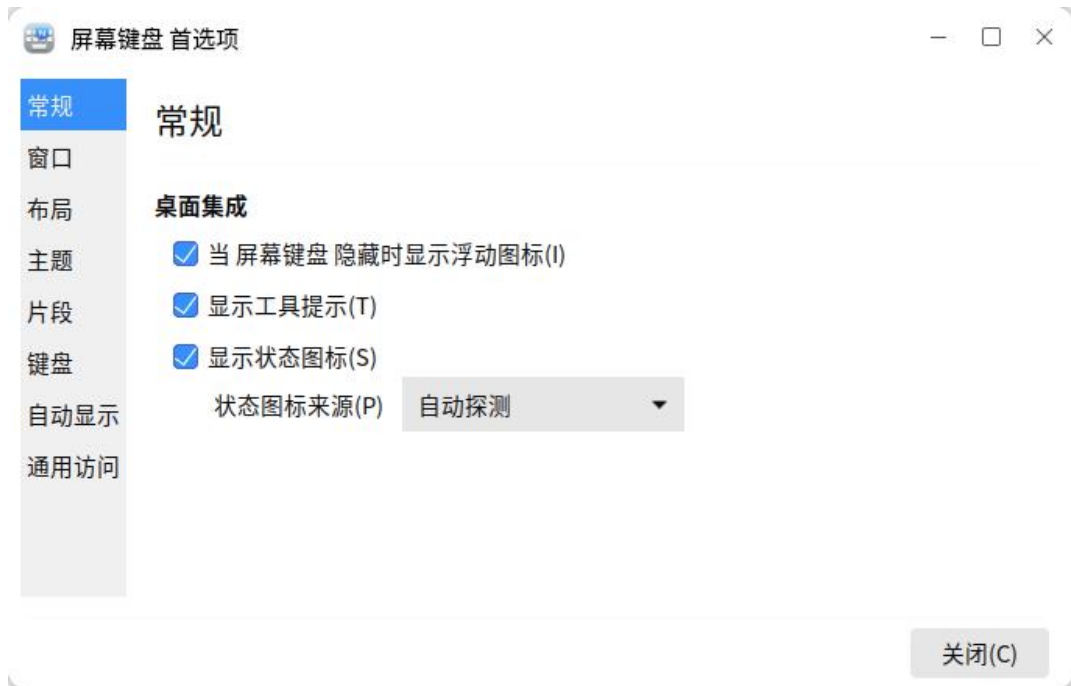 屏幕键盘 首选项
常规
窗口
布局
主题
片段
键盘
自动显示
通用访问
常规
桌面集成
当 屏幕键盘 隐藏时显示浮动图标(I)
显示工具提示(T)
显示状态图标(S)
状态图标来源(P) 自动探测
关闭(C)